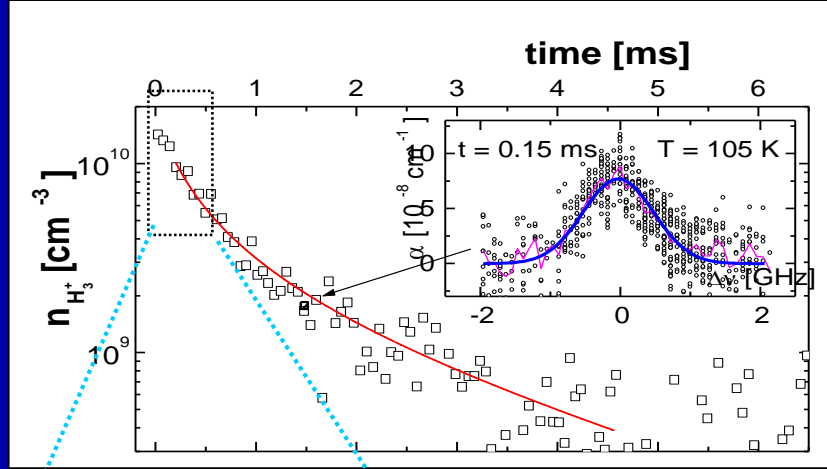 time [ms]
0 1 2 3 4 5 6
10^10
10^9
n_{H_3^+} [cm^-3]
t = 0.15 ms T = 105 K
10
5
0
α [10^-8 cm^-1]
Δν [GHz]
-2 0 2